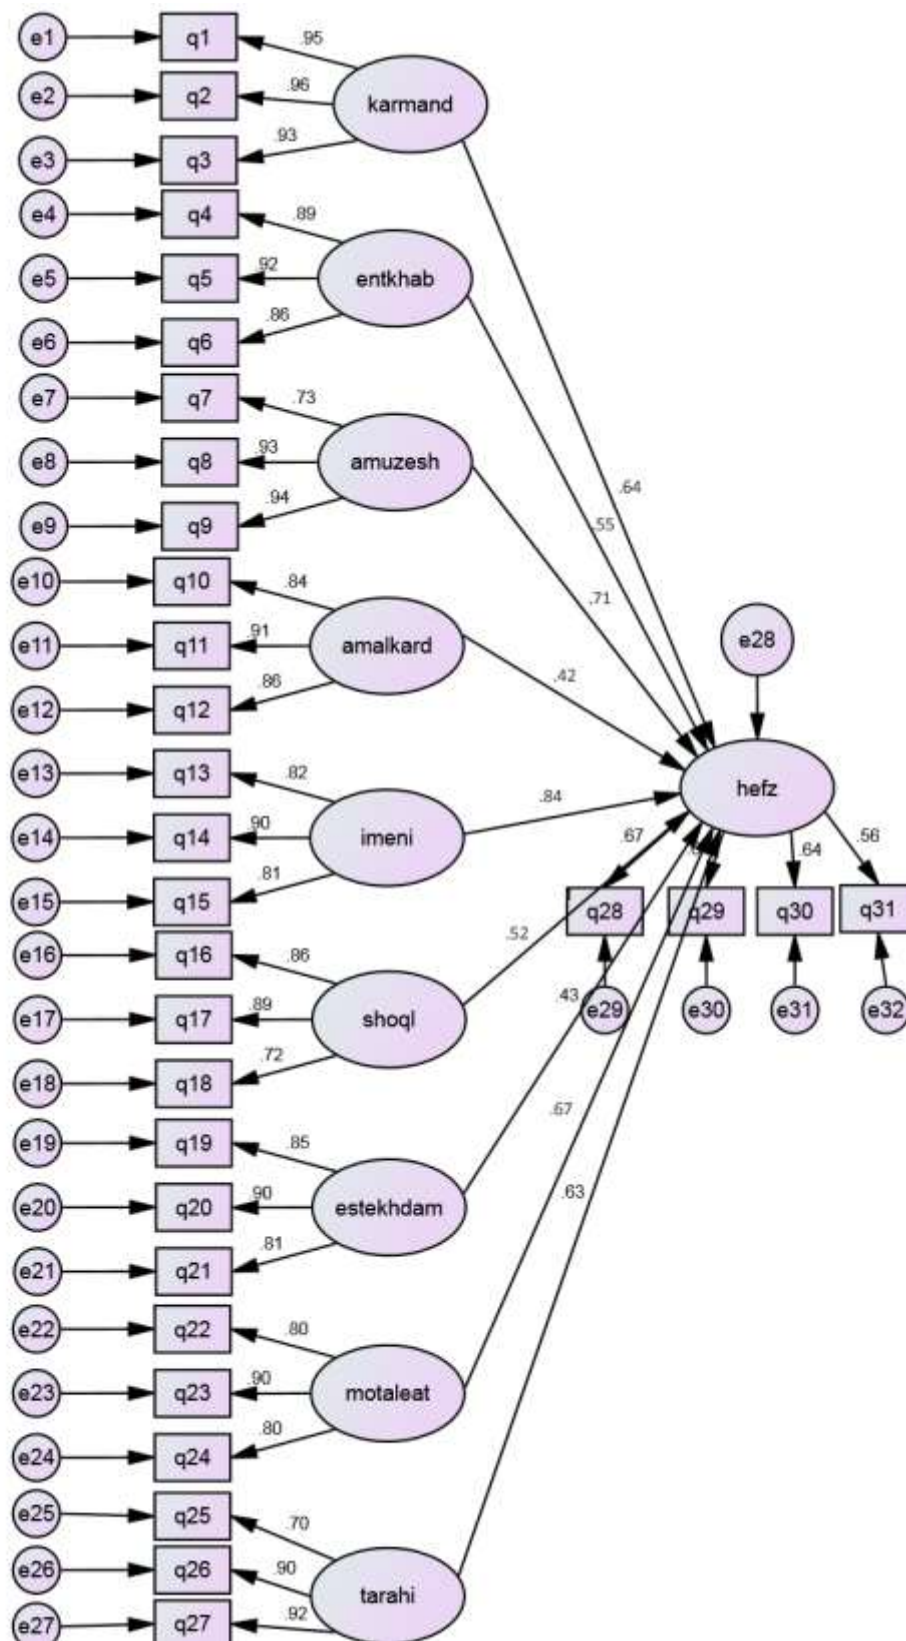 e1 q1 .95
e2 q2 .96 karmand
e3 q3 .93
e4 q4 .89
e5 q5 .92 entkhab
e6 q6 .86
e7 q7 .73
e8 q8 .93 amuzesh
.64
e9 q9 .94
.55
e10 q10 .84
.71
e11 q11 .91 amalkard
e28
.42
e12 q12 .86
e13 q13 .82
hefz
.84
e14 q14 .90 imeni
.67
.64
.56
e15 q15 .81
q28 q29 q30 q31
e16 q16 .86
.52
e17 q17 .89 shoql
.43
e29 e30 e31 e32
e18 q18 .72
e19 q19 .85
.67
e20 q20 .90 estekhdam
.63
e21 q21 .81
e22 q22 .80
e23 q23 .90 motaleat
e24 q24 .80
e25 q25 .70
e26 q26 .90
tarahi
e27 q27 .92